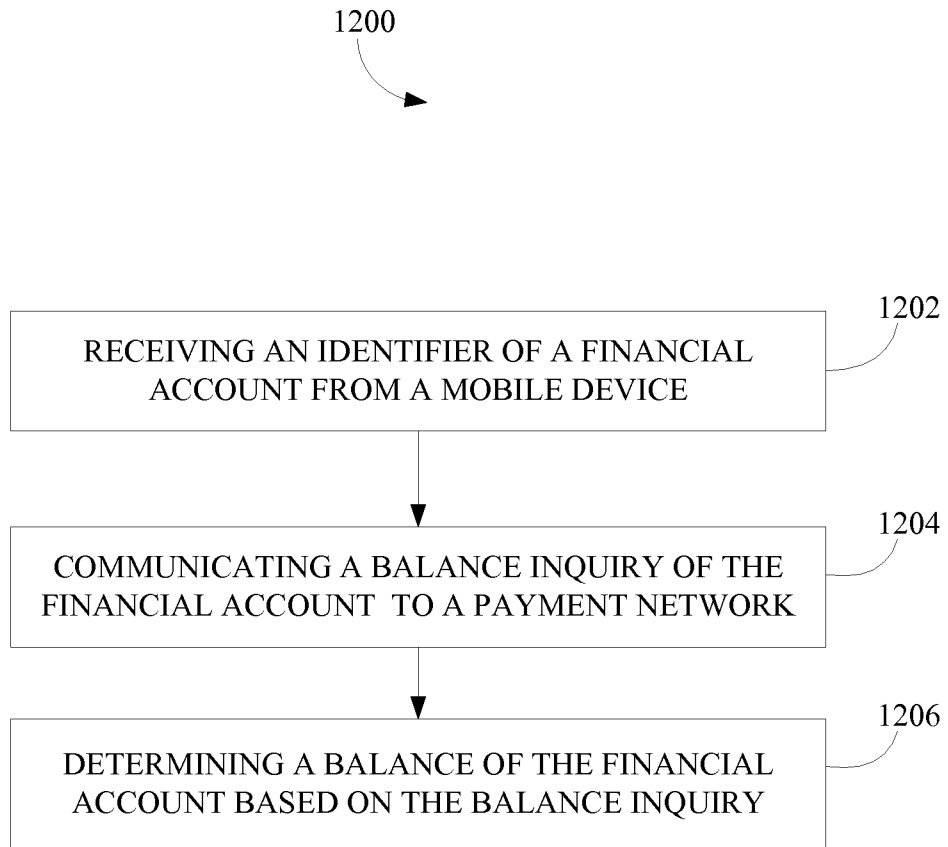 1200
1202
RECEIVING AN IDENTIFIER OF A FINANCIAL
ACCOUNT FROM A MOBILE DEVICE
1204
COMMUNICATING A BALANCE INQUIRY OF THE
FINANCIAL ACCOUNT TO A PAYMENT NETWORK
1206
DETERMINING A BALANCE OF THE FINANCIAL
ACCOUNT BASED ON THE BALANCE INQUIRY